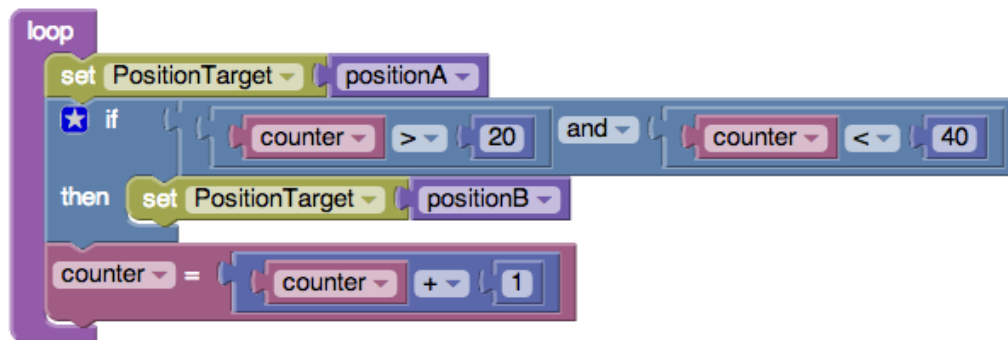 loop
set PositionTarget positionA
if counter > 20 and counter < 40
then set PositionTarget positionB
counter = counter + 1